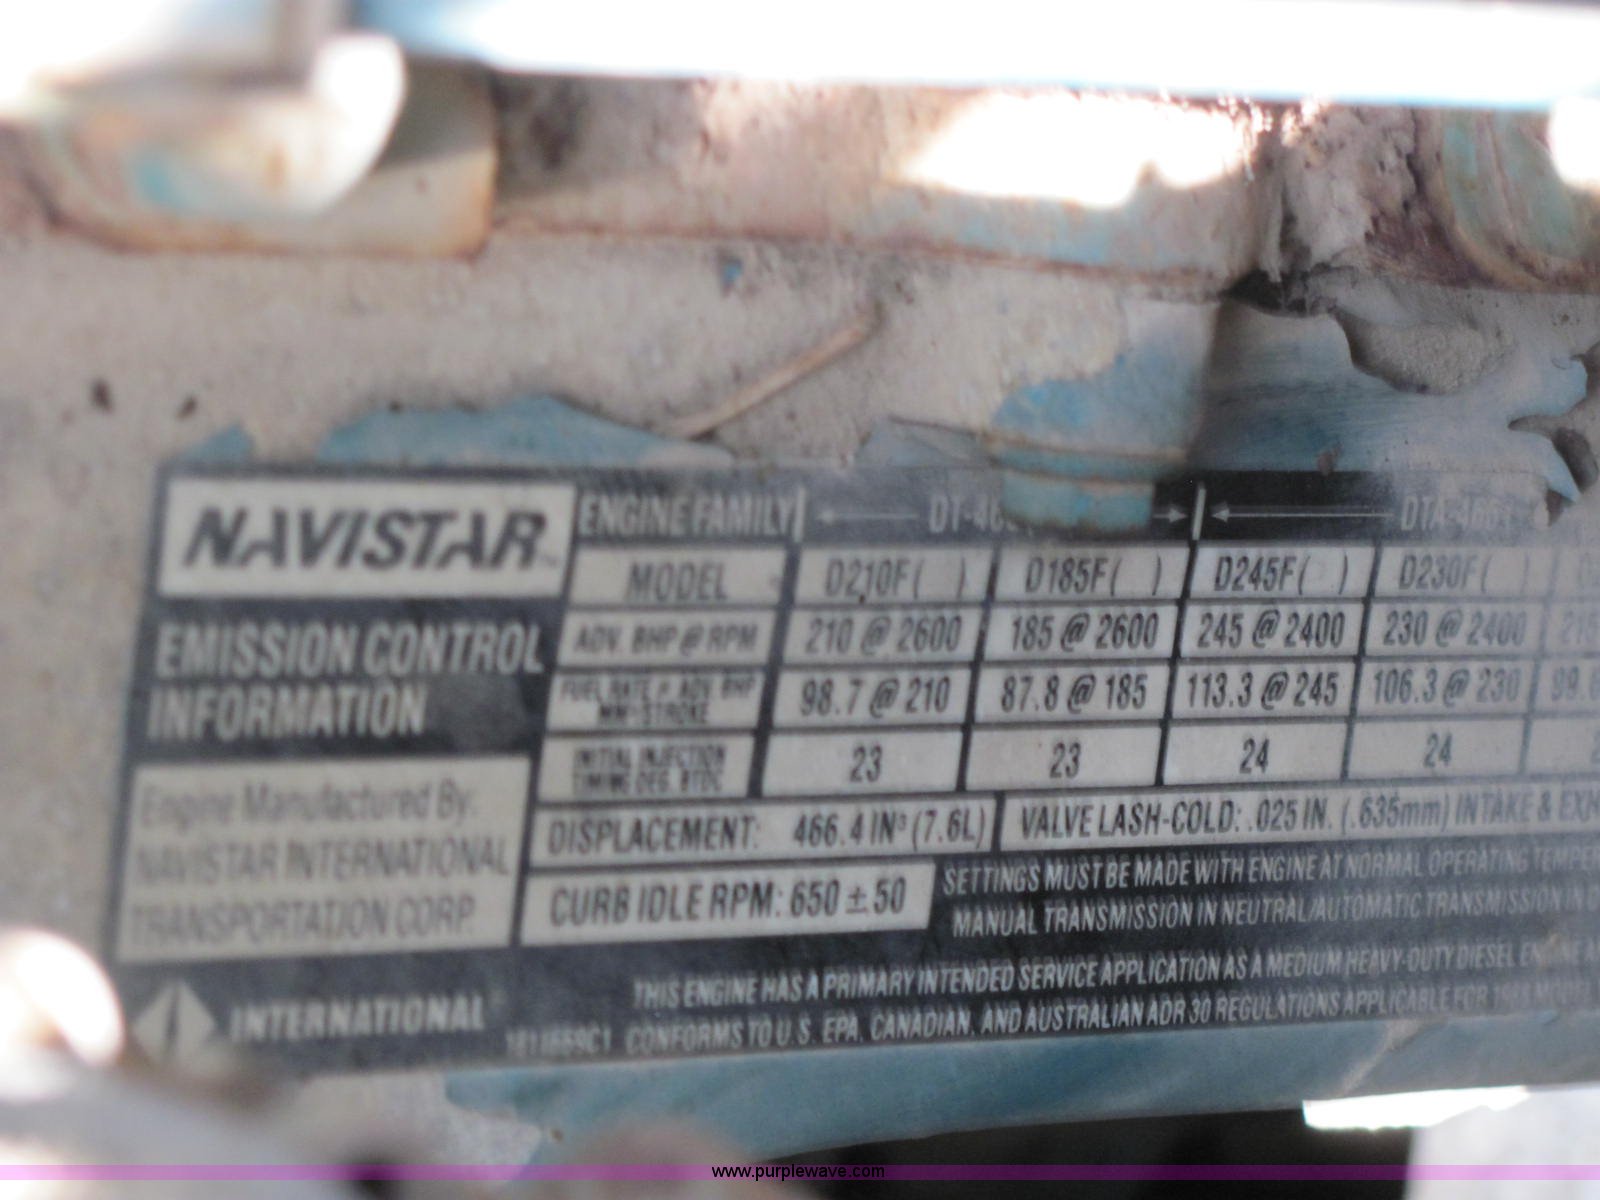 NAVISTAR
ENGINE FAMILY DT-466 DTA-466
MODEL D210F( ) D185F( ) D245F( ) D230F( )
ADV. BHP @ RPM 210 @ 2600 185 @ 2600 245 @ 2400 230 @ 2400
FUEL RATE @ ADV. BHP 98.7 @ 210 87.8 @ 185 113.3 @ 245 106.3 @ 230
MM³/STROKE
INITIAL INJECTION 23 23 24 24
TIMING DEG. BTDC
EMISSION CONTROL
INFORMATION
Engine Manufactured By:
NAVISTAR INTERNATIONAL
TRANSPORTATION CORP.
DISPLACEMENT: 466.4 IN³ (7.6L) VALVE LASH-COLD: .025 IN. (.635mm) INTAKE &
CURB IDLE RPM: 650 ± 50
SETTINGS MUST BE MADE WITH ENGINE AT NORMAL OPERATING
MANUAL TRANSMISSION IN NEUTRAL/AUTOMATIC TRANSMISSION IN
THIS ENGINE HAS A PRIMARY INTENDED SERVICE APPLICATION AS A MEDIUM HEAVY-DUTY DIESEL ENGINE
INTERNATIONAL
CONFORMS TO U.S. EPA, CANADIAN, AND AUSTRALIAN ADR 30 REGULATIONS APPLICABLE FOR
www.purplewave.com